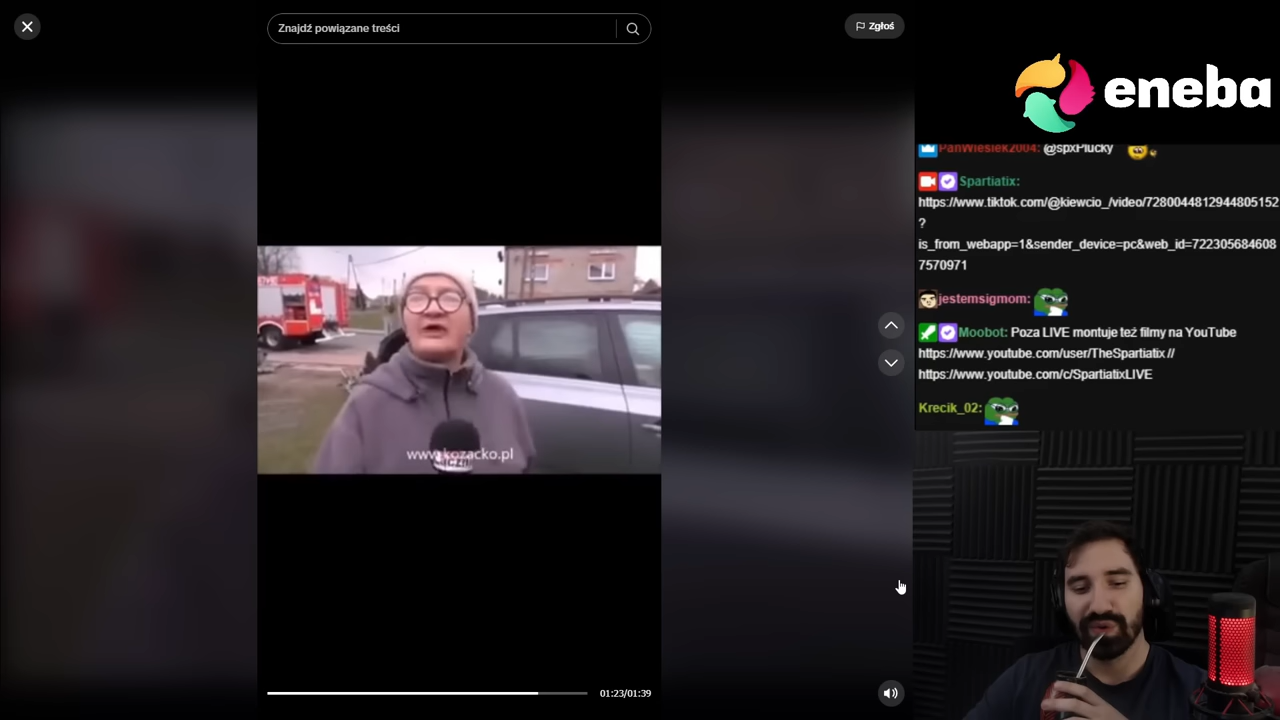 Znajdź powiązane treści
Zgłoś
eneba
PanWiesiek2004: @spxPlucky
Spartiatix:
https://www.tiktok.com/@kiewcio_/video/7280044812944805152
?
is_from_webapp=1&sender_device=pc&web_id=722305684608
7570971
jestemsigmom:
Moobot: Poza LIVE montuje też filmy na YouTube
https://www.youtube.com/user/TheSpartiatix //
https://www.youtube.com/c/SpartiatixLIVE
Krecik_02:
www.kozacko.pl
01:23/01:39